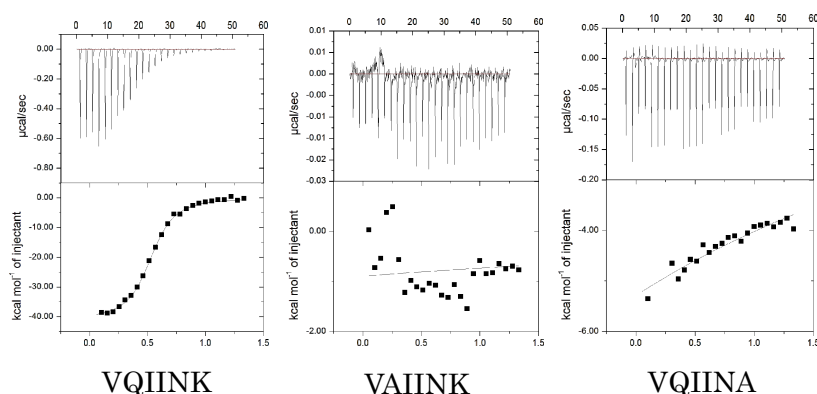 0 10 20 30 40 50 60
0.00
-0.20
-0.40
-0.60
-0.80
µcal/sec
0.00
-10.00
-20.00
-30.00
-40.00
kcal mol⁻¹ of injectant
0.0 0.5 1.0 1.5
VQIINK
0 10 20 30 40 50 60
0.01
0.01
0.00
-0.01
-0.01
-0.02
-0.03
µcal/sec
0.00
-2.00
kcal mol⁻¹ of injectant
0.0 0.5 1.0 1.5
VAIINK
0 10 20 30 40 50 60
0.05
0.00
-0.05
-0.10
-0.15
-0.20
µcal/sec
-4.00
-6.00
kcal mol⁻¹ of injectant
0.0 0.5 1.0 1.5
VQIINA